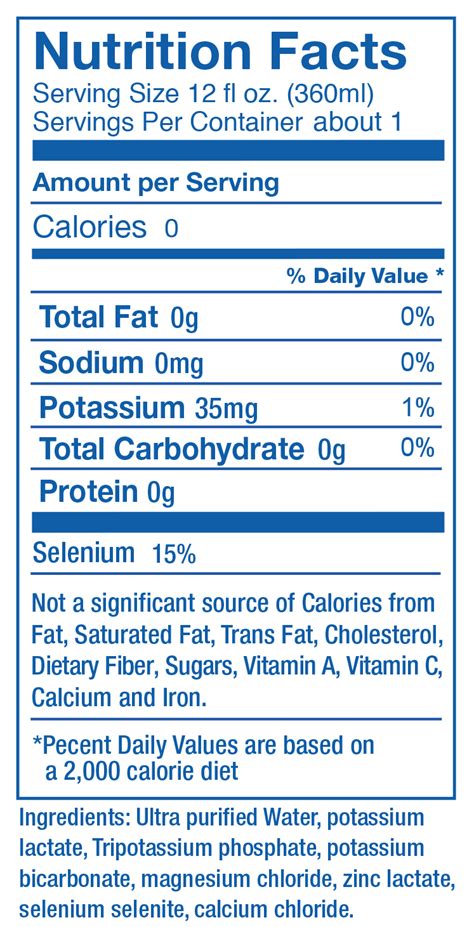 Nutrition Facts
Serving Size 12 fl oz. (360ml)
Servings Per Container about 1
Amount per Serving
Calories 0
% Daily Value *
Total Fat 0g 0%
Sodium 0mg 0%
Potassium 35mg 1%
Total Carbohydrate 0g 0%
Protein 0g
Selenium 15%
Not a significant source of Calories from
Fat, Saturated Fat, Trans Fat, Cholesterol,
Dietary Fiber, Sugars, Vitamin A, Vitamin C,
Calcium and Iron.
*Pecent Daily Values are based on
a 2,000 calorie diet
Ingredients: Ultra purified Water, potassium
lactate, Tripotassium phosphate, potassium
bicarbonate, magnesium chloride, zinc lactate,
selenium selenite, calcium chloride.